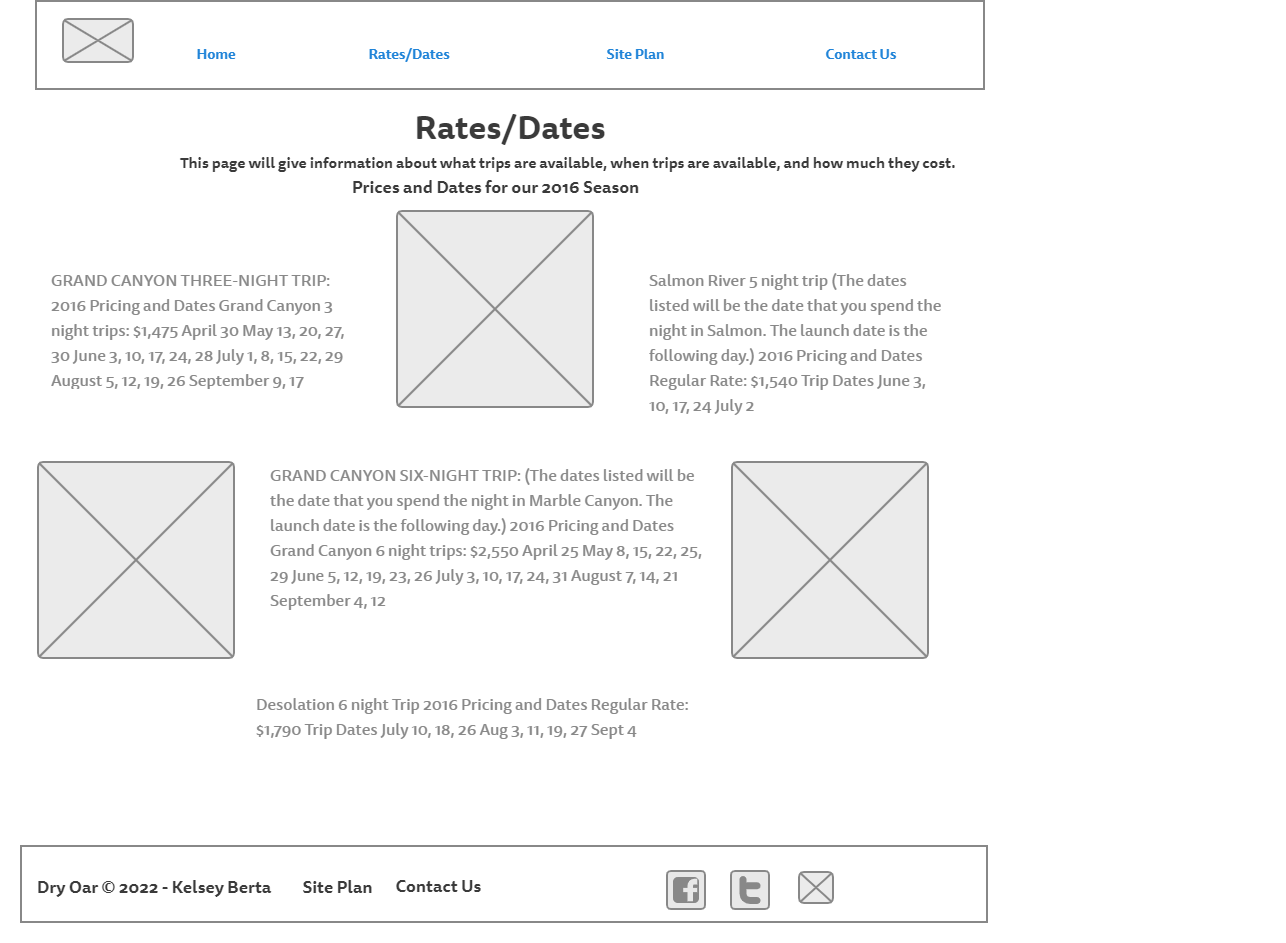 Home Rates/Dates Site Plan Contact Us
Rates/Dates
This page will give information about what trips are available, when trips are available, and how much they cost.
Prices and Dates for our 2016 Season
GRAND CANYON THREE-NIGHT TRIP:
2016 Pricing and Dates Grand Canyon 3
night trips: $1,475 April 30 May 13, 20, 27,
30 June 3, 10, 17, 24, 28 July 1, 8, 15, 22, 29
August 5, 12, 19, 26 September 9, 17
Salmon River 5 night trip (The dates
listed will be the date that you spend the
night in Salmon. The launch date is the
following day.) 2016 Pricing and Dates
Regular Rate: $1,540 Trip Dates June 3,
10, 17, 24 July 2
GRAND CANYON SIX-NIGHT TRIP: (The dates listed will be
the date that you spend the night in Marble Canyon. The
launch date is the following day.) 2016 Pricing and Dates
Grand Canyon 6 night trips: $2,550 April 25 May 8, 15, 22, 25,
29 June 5, 12, 19, 23, 26 July 3, 10, 17, 24, 31 August 7, 14, 21
September 4, 12
Desolation 6 night Trip 2016 Pricing and Dates Regular Rate:
$1,790 Trip Dates July 10, 18, 26 Aug 3, 11, 19, 27 Sept 4
Dry Oar © 2022 - Kelsey Berta Site Plan Contact Us